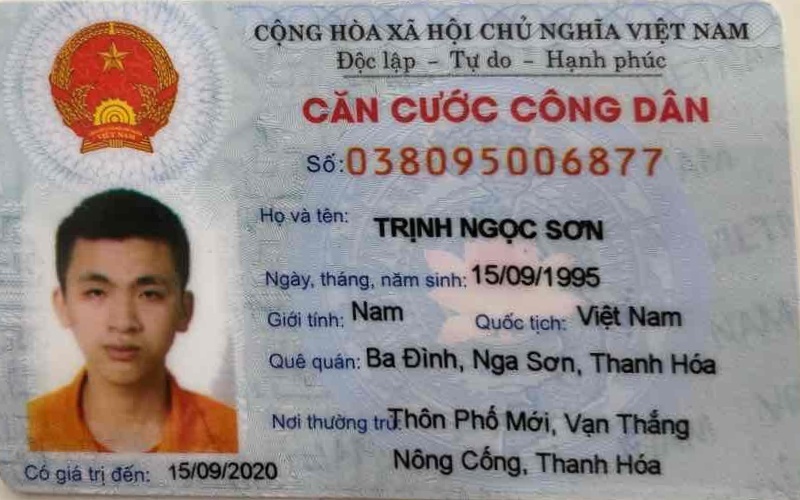 CỘNG HÒA XÃ HỘI CHỦ NGHĨA VIỆT NAM
Độc lập - Tự do - Hạnh phúc
CĂN CƯỚC CÔNG DÂN
Số: 038095006877
Họ và tên: TRỊNH NGỌC SƠN
Ngày, tháng, năm sinh: 15/09/1995
Giới tính: Nam Quốc tịch: Việt Nam
Quê quán: Ba Đình, Nga Sơn, Thanh Hóa
Nơi thường trú: Thôn Phố Mới, Vạn Thắng
Nông Cống, Thanh Hóa
Có giá trị đến: 15/09/2020
VIỆT NAM